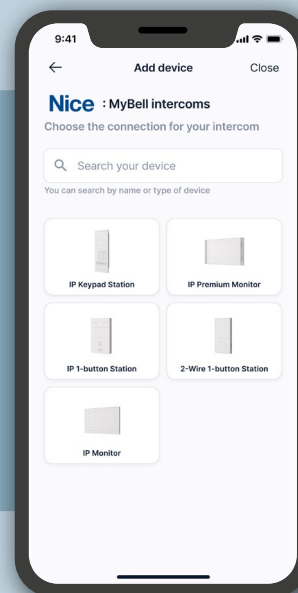 9:41
Add device
Close
Nice : MyBell intercoms
Choose the connection for your intercom
Search your device
You can search by name or type of device
IP Keypad Station
IP Premium Monitor
IP 1-button Station
2-Wire 1-button Station
IP Monitor